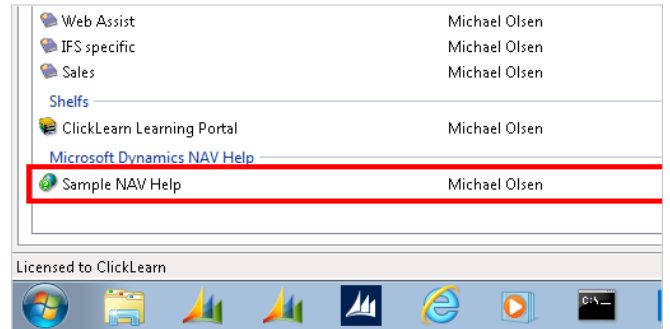 Web Assist Michael Olsen
IFS specific Michael Olsen
Sales Michael Olsen
Shelfs
ClickLearn Learning Portal Michael Olsen
Microsoft Dynamics NAV Help
Sample NAV Help Michael Olsen
Licensed to ClickLearn
C:\_